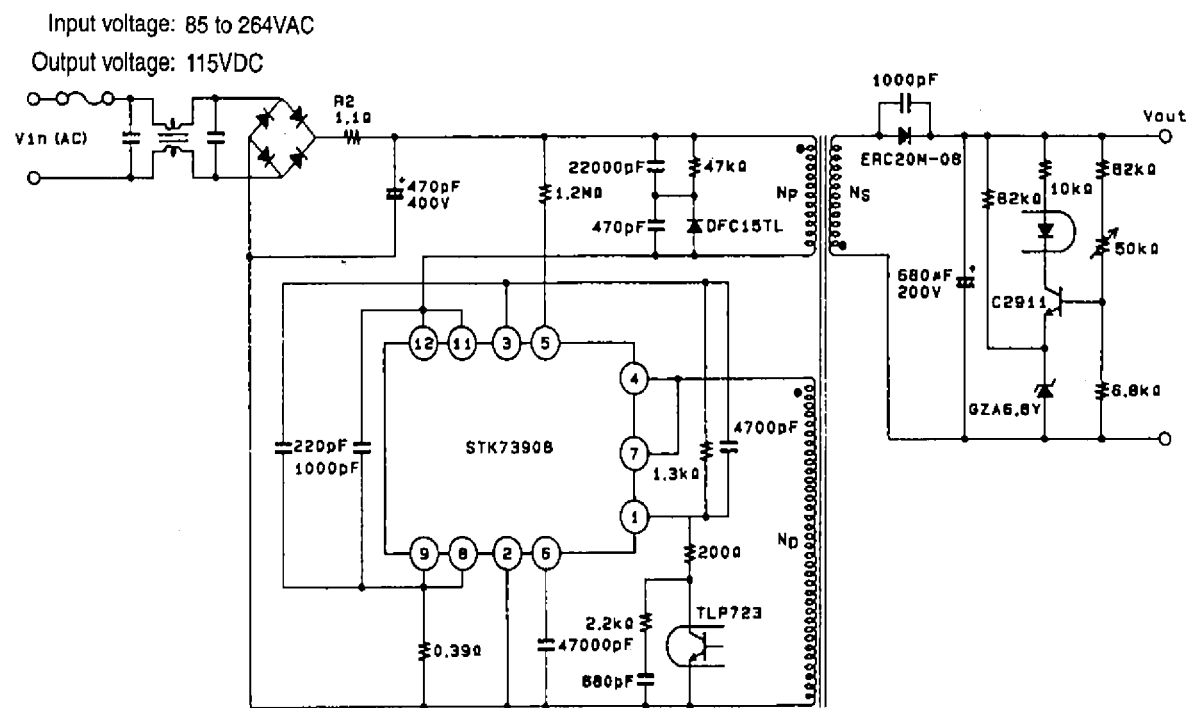 Input voltage: 85 to 264VAC
Output voltage: 115VDC
Vin (AC)
R2
1.1Ω
470pF
400V
1.2MΩ
22000pF
47kΩ
470pF
DFC15TL
NP
NS
1000pF
ERC20M-08
Vout
82kΩ
10kΩ
82kΩ
50kΩ
680μF
200V
C2911
GZA6.8Y
6.8kΩ
12
11
3
5
4
7
1
9
8
2
6
STK7390B
220pF
1000pF
4700pF
1.3kΩ
200Ω
ND
TLP723
2.2kΩ
680pF
0.39Ω
47000pF